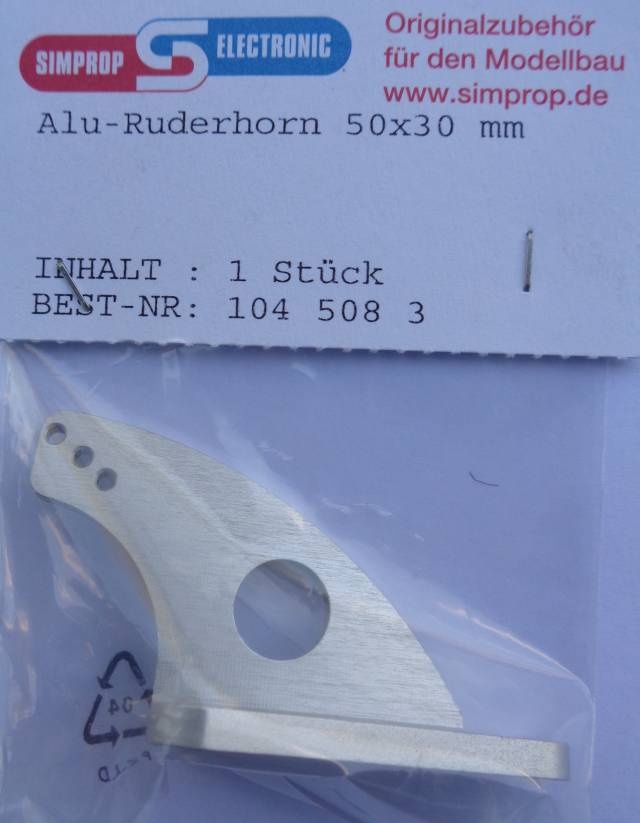 SIMPROP S ELECTRONIC
Originalzubehör
für den Modellbau
www.simprop.de
Alu-Ruderhorn 50x30 mm
INHALT : 1 Stück
BEST-NR: 104 508 3
04